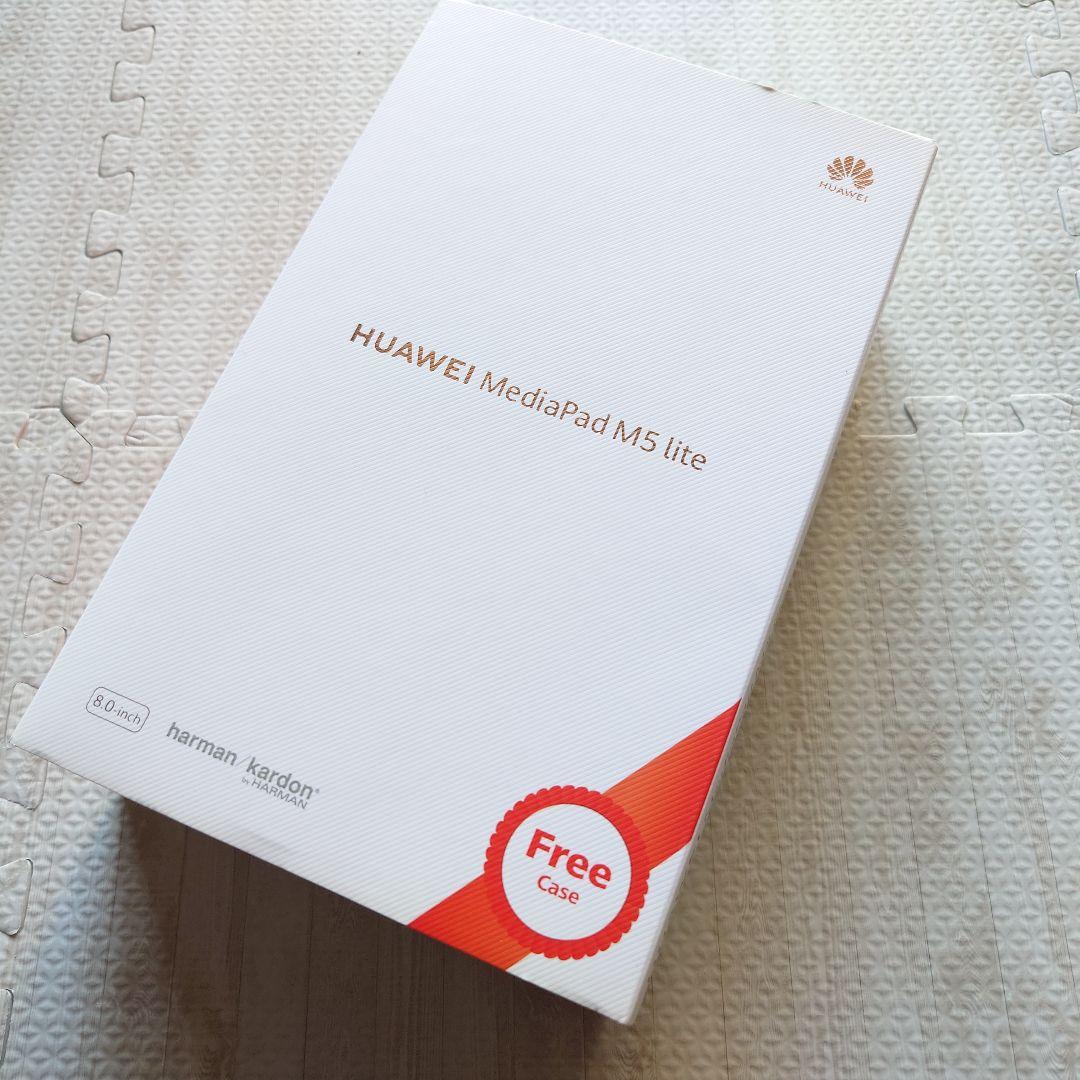 HUAWEI
HUAWEI MediaPad M5 lite
8.0-inch
harman/kardon®
by HARMAN
Free
Case